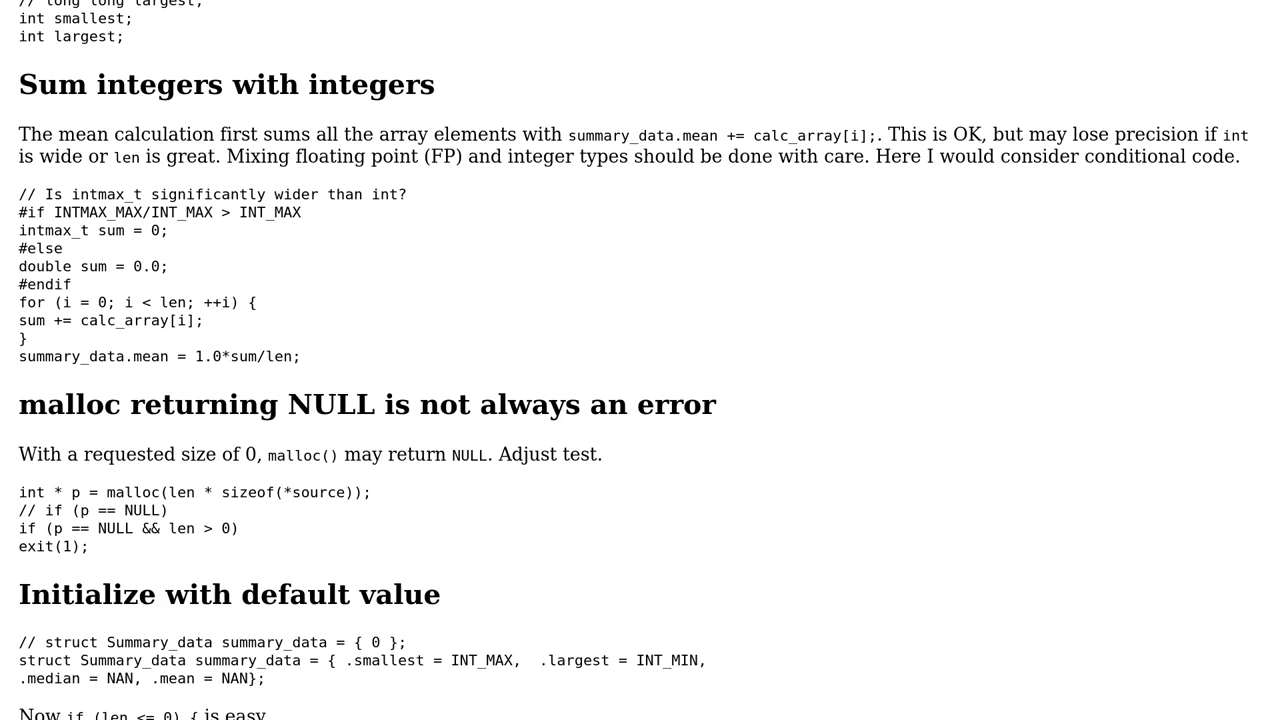 // long long largest;
int smallest;
int largest;
Sum integers with integers
The mean calculation first sums all the array elements with summary_data.mean += calc_array[i];. This is OK, but may lose precision if int
is wide or len is great. Mixing floating point (FP) and integer types should be done with care. Here I would consider conditional code.
// Is intmax_t significantly wider than int?
#if INTMAX_MAX/INT_MAX > INT_MAX
intmax_t sum = 0;
#else
double sum = 0.0;
#endif
for (i = 0; i < len; ++i) {
sum += calc_array[i];
}
summary_data.mean = 1.0*sum/len;
malloc returning NULL is not always an error
With a requested size of 0, malloc() may return NULL. Adjust test.
int * p = malloc(len * sizeof(*source));
// if (p == NULL)
if (p == NULL && len > 0)
exit(1);
Initialize with default value
// struct Summary_data summary_data = { 0 };
struct Summary_data summary_data = { .smallest = INT_MAX,  .largest = INT_MIN,
.median = NAN, .mean = NAN};
Now if (len <= 0) { is easy